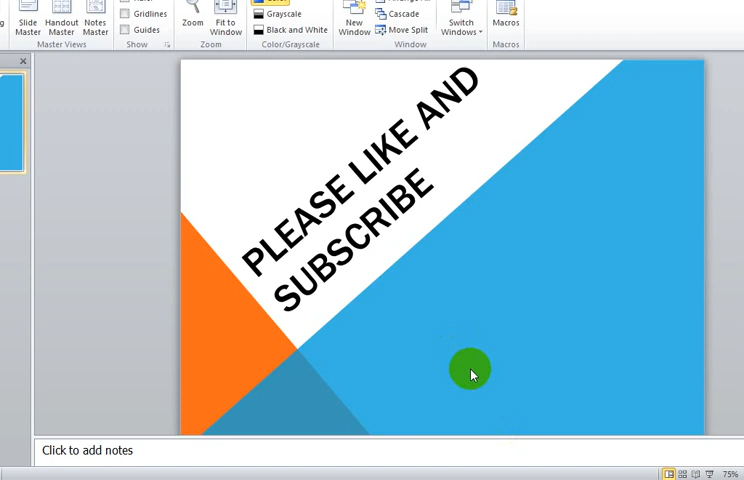 Gridlines
Guides
Slide Master
Handout Master
Notes Master
Zoom
Fit to Window
Grayscale
Black and White
New Window
Cascade
Move Split
Switch Windows
Macros
Master Views
Show
Zoom
Color/Grayscale
Window
Macros
PLEASE LIKE AND
SUBSCRIBE
Click to add notes
75%